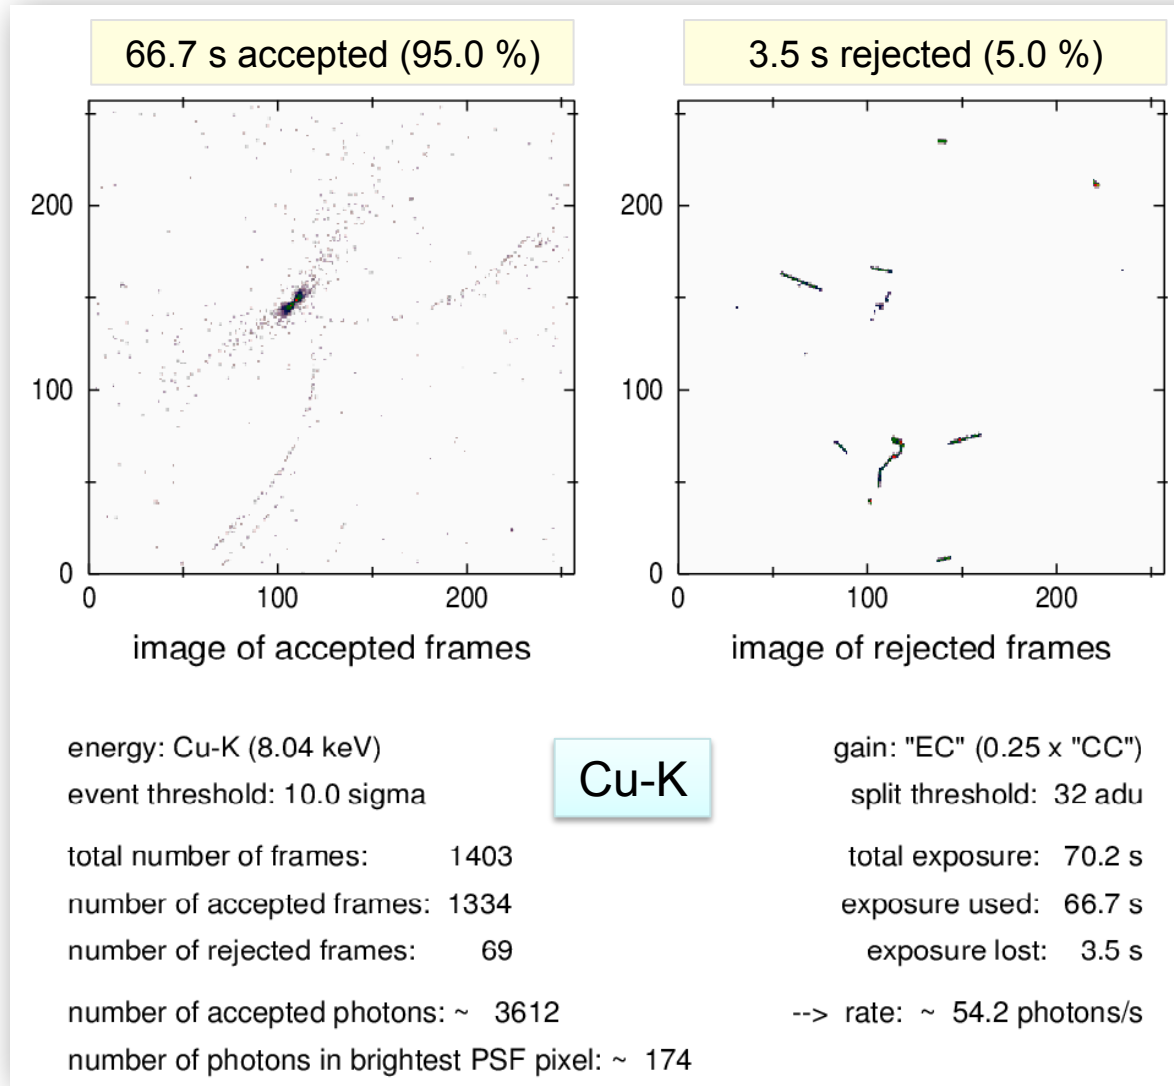 66.7 s accepted (95.0 %)
3.5 s rejected (5.0 %)
200
100
0
0 100 200
image of accepted frames
200
100
0
0 100 200
image of rejected frames
energy: Cu-K (8.04 keV)
event threshold: 10.0 sigma
Cu-K
gain: "EC" (0.25 x "CC")
split threshold: 32 adu
total number of frames: 1403
number of accepted frames: 1334
number of rejected frames: 69
total exposure: 70.2 s
exposure used: 66.7 s
exposure lost: 3.5 s
number of accepted photons: ~ 3612
--> rate: ~ 54.2 photons/s
number of photons in brightest PSF pixel: ~ 174